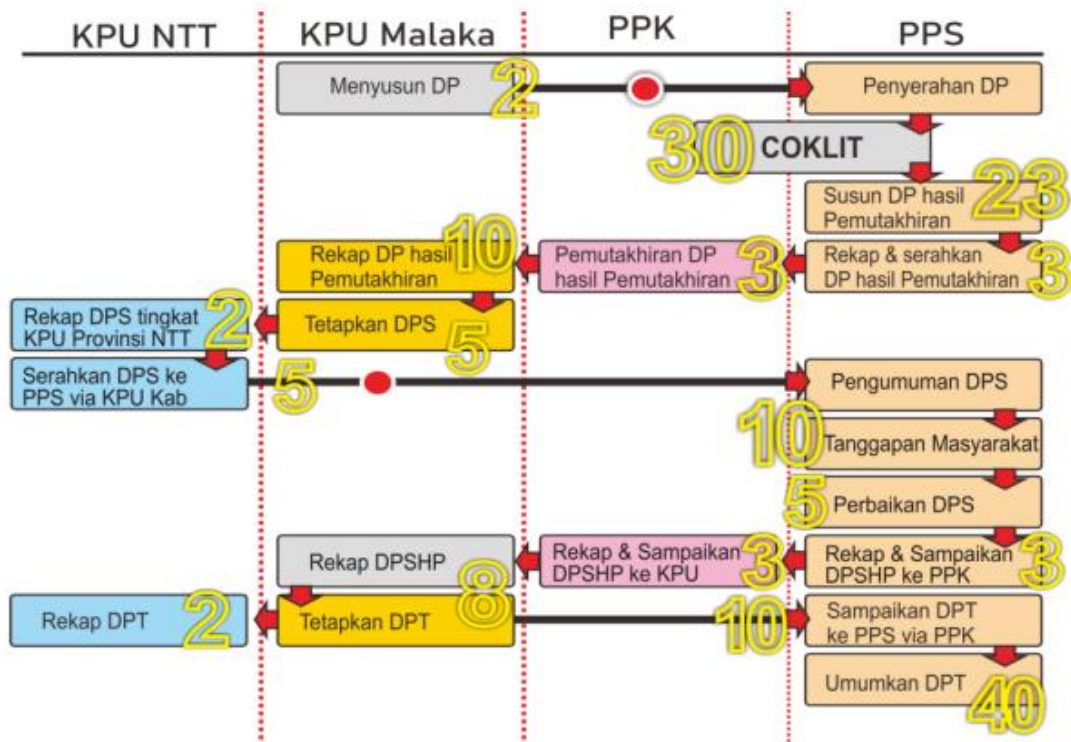 KPU NTT KPU Malaka PPK PPS
Menyusun DP 2 Penyerahan DP
30 COKLIT
Susun DP hasil
Pemutakhiran
23
Rekap DP hasil
Pemutakhiran
10
Pemutakhiran DP
hasil Pemutakhiran
3
Rekap & serahkan
DP hasil Pemutakhiran
3
Rekap DPS tingkat
KPU Provinsi NTT
2
Tetapkan DPS
5
Serahkan DPS ke
PPS via KPU Kab
5
Pengumuman DPS
10
Tanggapan Masyarakat
5
Perbaikan DPS
Rekap DPSHP
8
Rekap & Sampaikan
DPSHP ke KPU
3
Rekap & Sampaikan
DPSHP ke PPK
3
Rekap DPT
2
Tetapkan DPT
10
Sampaikan DPT
ke PPS via PPK
Umumkan DPT
40